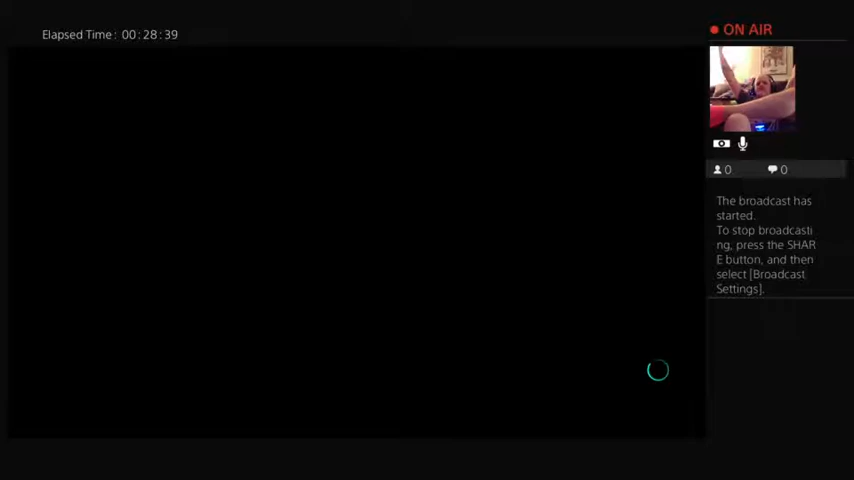 Elapsed Time: 00:28:39
ON AIR
0 0
The broadcast has
started.
To stop broadcasti
ng, press the SHAR
E button, and then
select [Broadcast
Settings].